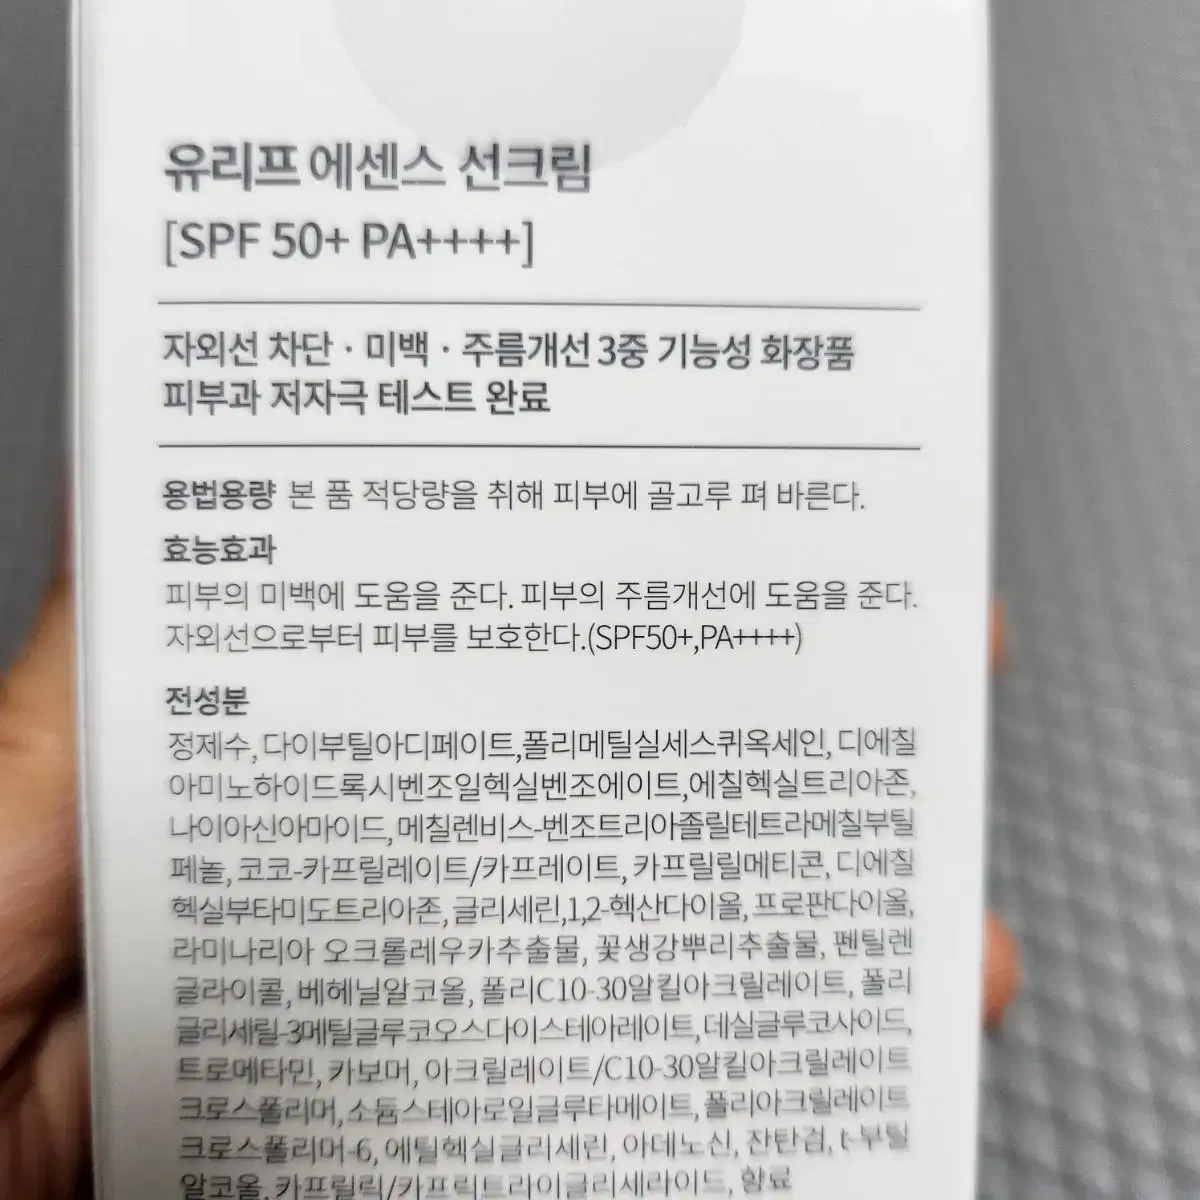 유리프 에센스 선크림
[SPF 50+ PA++++]
자외선 차단 · 미백 · 주름개선 3중 기능성 화장품
피부과 저자극 테스트 완료
용법용량 본 품 적당량을 취해 피부에 골고루 펴 바른다.
효능효과
피부의 미백에 도움을 준다. 피부의 주름개선에 도움을 준다.
자외선으로부터 피부를 보호한다.(SPF50+,PA++++)
전성분
정제수, 다이부틸아디페이트,폴리메틸실세스퀴옥세인, 디에칠
아미노하이드록시벤조일헥실벤조에이트,에칠헥실트리아존,
나이아신아마이드, 메칠렌비스-벤조트리아졸릴테트라메칠부틸
페놀, 코코-카프릴레이트/카프레이트, 카프릴릴메티콘, 디에칠
헥실부타미도트리아존, 글리세린,1,2-헥산다이올, 프로판다이올,
라미나리아 오크롤레우카추출물, 꽃생강뿌리추출물, 펜틸렌
글라이콜, 베헤닐알코올, 폴리C10-30알킬아크릴레이트, 폴리
글리세릴-3메틸글루코오스다이스테아레이트,데실글루코사이드,
트로메타민, 카보머, 아크릴레이트/C10-30알킬아크릴레이트
크로스폴리머,소듐스테아로일글루타메이트, 폴리아크릴레이트
크로스폴리머-6, 에틸헥실글리세린, 아데노신, 잔탄검, t-부틸
알코올, 카프릴릭/카프릭트라이글리세라이드, 향료